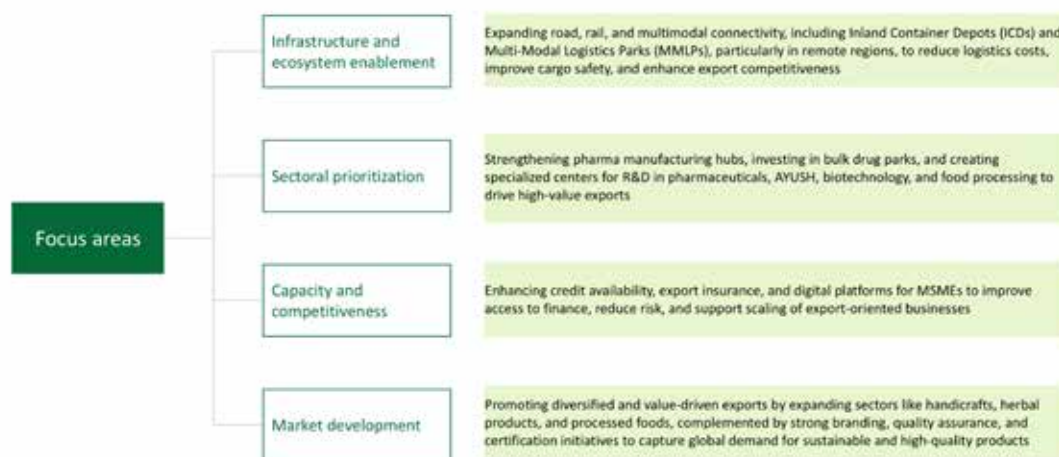 Infrastructure and
ecosystem enablement
Expanding road, rail, and multimodal connectivity, including Inland Container Depots (ICDs) and
Multi-Modal Logistics Parks (MMLPs), particularly in remote regions, to reduce logistics costs,
improve cargo safety, and enhance export competitiveness
Sectoral prioritization
Strengthening pharma manufacturing hubs, investing in bulk drug parks, and creating
specialized centers for R&D in pharmaceuticals, AYUSH, biotechnology, and food processing to
drive high-value exports
Focus areas
Capacity and
competitiveness
Enhancing credit availability, export insurance, and digital platforms for MSMEs to improve
access to finance, reduce risk, and support scaling of export-oriented businesses
Market development
Promoting diversified and value-driven exports by expanding sectors like handicrafts, herbal
products, and processed foods, complemented by strong branding, quality assurance, and
certification initiatives to capture global demand for sustainable and high-quality products